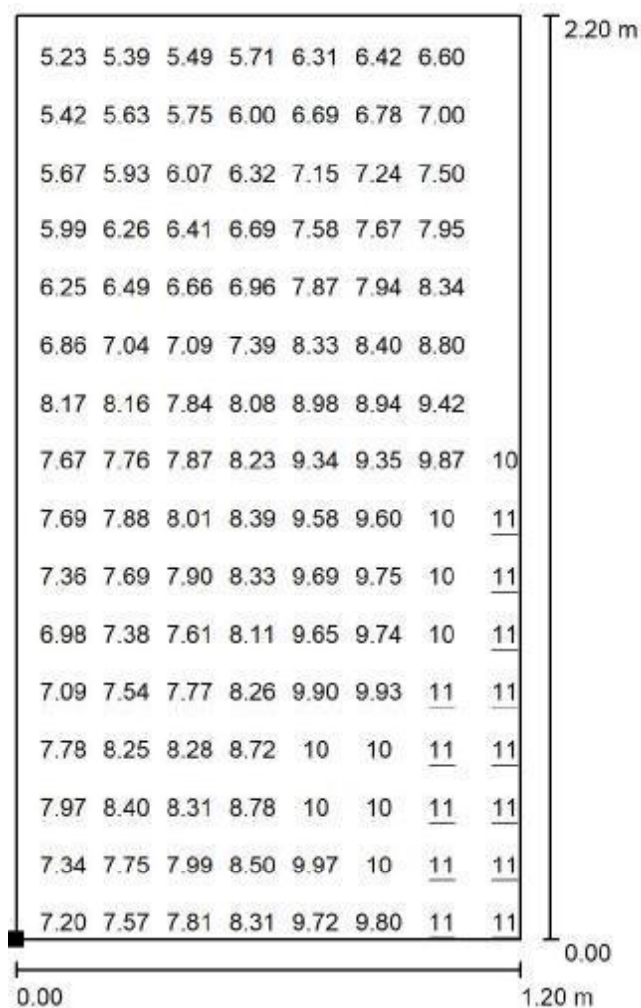 2.20 m
5.23 5.39 5.49 5.71 6.31 6.42 6.60
5.42 5.63 5.75 6.00 6.69 6.78 7.00
5.67 5.93 6.07 6.32 7.15 7.24 7.50
5.99 6.26 6.41 6.69 7.58 7.67 7.95
6.25 6.49 6.66 6.96 7.87 7.94 8.34
6.86 7.04 7.09 7.39 8.33 8.40 8.80
8.17 8.16 7.84 8.08 8.98 8.94 9.42
7.67 7.76 7.87 8.23 9.34 9.35 9.87 10
7.69 7.88 8.01 8.39 9.58 9.60 10 11
7.36 7.69 7.90 8.33 9.69 9.75 10 11
6.98 7.38 7.61 8.11 9.65 9.74 10 11
7.09 7.54 7.77 8.26 9.90 9.93 11 11
7.78 8.25 8.28 8.72 10 10 11 11
7.97 8.40 8.31 8.78 10 10 11 11
7.34 7.75 7.99 8.50 9.97 10 11 11
7.20 7.57 7.81 8.31 9.72 9.80 11 11
0.00
0.00 1.20 m